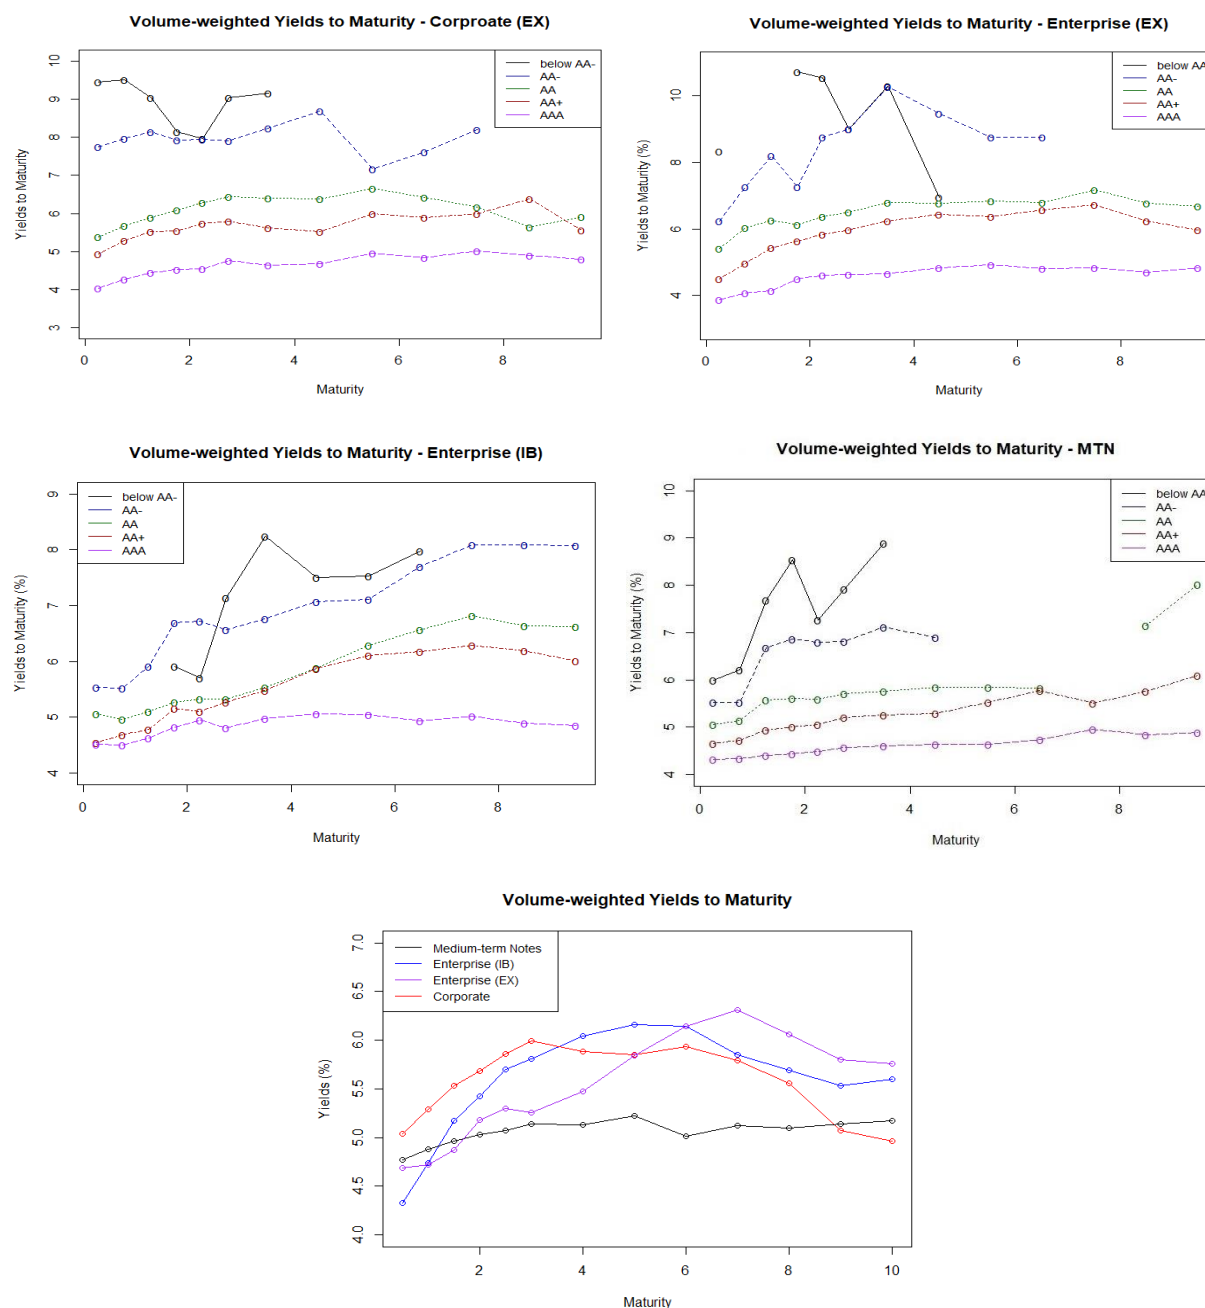 Volume-weighted Yields to Maturity - Corproate (EX)
Yields to Maturity
10
9
8
7
6
5
4
3
below AA-
AA-
AA
AA+
AAA
0 2 4 6 8
Maturity
Volume-weighted Yields to Maturity - Enterprise (EX)
Yields to Maturity (%)
10
8
6
4
below AA
AA-
AA
AA+
AAA
0 2 4 6 8
Maturity
Volume-weighted Yields to Maturity - Enterprise (IB)
Yields to Maturity (%)
9
8
7
6
5
4
below AA-
AA-
AA
AA+
AAA
0 2 4 6 8
Maturity
Volume-weighted Yields to Maturity - MTN
Yields to Maturity (%)
10
9
8
7
6
5
4
below AA
AA-
AA
AA+
AAA
0 2 4 6 8
Maturity
Volume-weighted Yields to Maturity
Yields (%)
7.0
6.5
6.0
5.5
5.0
4.5
4.0
Medium-term Notes
Enterprise (IB)
Enterprise (EX)
Corporate
2 4 6 8 10
Maturity